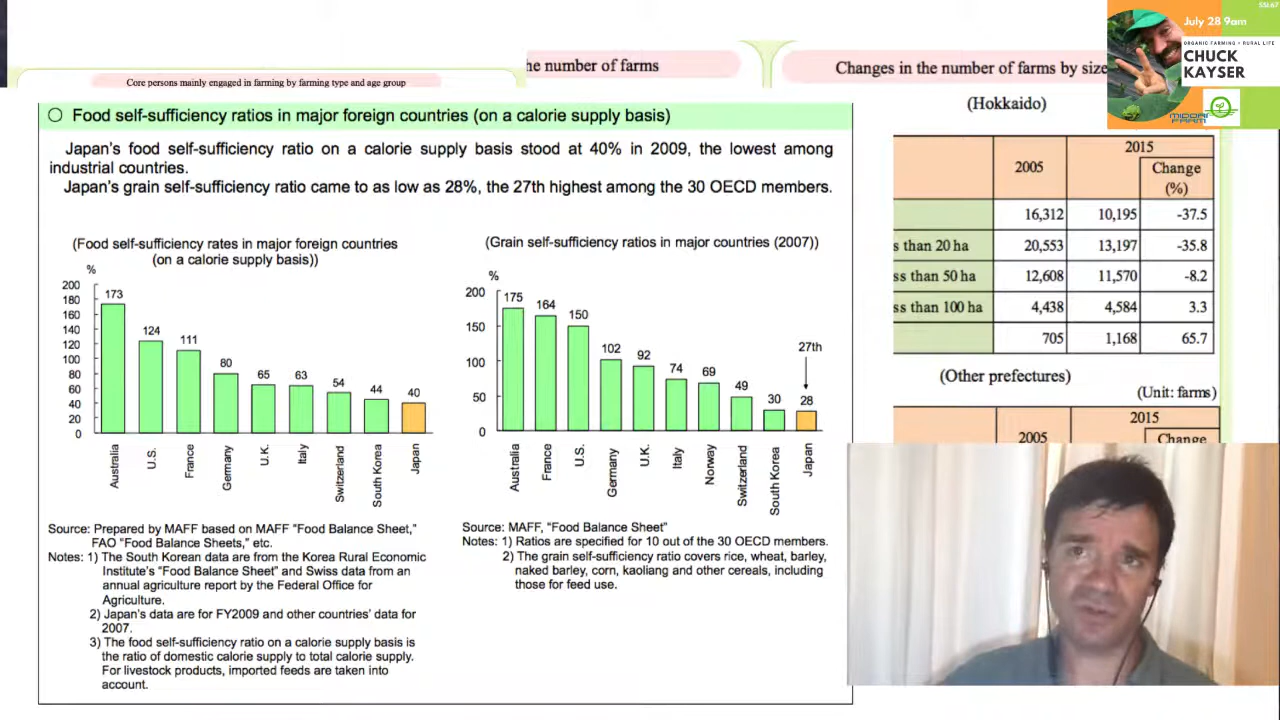 SSL67
July 28 9am
ORGANIC FARMING + RURAL LIFE
CHUCK
KAYSER
MIDORI
FARM
he number of farms
Changes in the number of farms by size
Core persons mainly engaged in farming by farming type and age group
○ Food self-sufficiency ratios in major foreign countries (on a calorie supply basis)
Japan's food self-sufficiency ratio on a calorie supply basis stood at 40% in 2009, the lowest among
industrial countries.
Japan's grain self-sufficiency ratio came to as low as 28%, the 27th highest among the 30 OECD members.
(Food self-sufficiency rates in major foreign countries
(on a calorie supply basis))
%
200
180
160
140
120
100
80
60
40
20
0
173
124
111
80
65
63
54
44
40
Australia
U.S.
France
Germany
U.K.
Italy
Switzerland
South Korea
Japan
Source: Prepared by MAFF based on MAFF "Food Balance Sheet,"
FAO "Food Balance Sheets," etc.
Notes: 1) The South Korean data are from the Korea Rural Economic
Institute's "Food Balance Sheet" and Swiss data from an
annual agriculture report by the Federal Office for
Agriculture.
2) Japan's data are for FY2009 and other countries' data for
2007.
3) The food self-sufficiency ratio on a calorie supply basis is
the ratio of domestic calorie supply to total calorie supply.
For livestock products, imported feeds are taken into
account.
(Grain self-sufficiency ratios in major countries (2007))
%
200
150
100
50
0
175
164
150
102
92
74
69
49
30
28
27th
Australia
France
U.S.
Germany
U.K.
Italy
Norway
Switzerland
South Korea
Japan
Source: MAFF, "Food Balance Sheet"
Notes: 1) Ratios are specified for 10 out of the 30 OECD members.
2) The grain self-sufficiency ratio covers rice, wheat, barley,
naked barley, corn, kaoliang and other cereals, including
those for feed use.
(Hokkaido)
2005 2015
Change
(%)
16,312 10,195 -37.5
s than 20 ha 20,553 13,197 -35.8
ss than 50 ha 12,608 11,570 -8.2
ss than 100 ha 4,438 4,584 3.3
705 1,168 65.7
(Other prefectures)
(Unit: farms)
2005 2015
Change